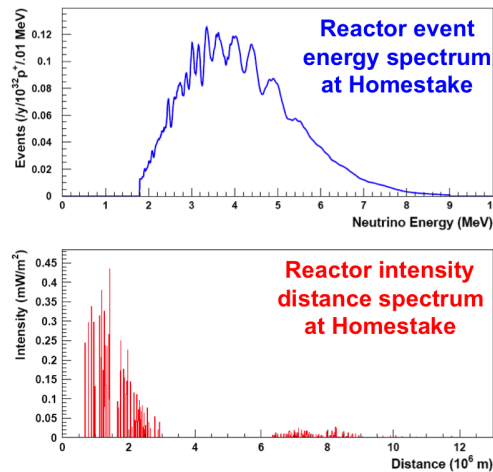 Reactor event
energy spectrum
at Homestake
Events (/y/10³²p⁺/.01 MeV)
0.12
0.1
0.08
0.06
0.04
0.02
0
0 1 2 3 4 5 6 7 8 9
Neutrino Energy (MeV)
Reactor intensity
distance spectrum
at Homestake
Intensity (mW/m²)
0.45
0.4
0.35
0.3
0.25
0.2
0.15
0.1
0.05
0
0 2 4 6 8 10 12
Distance (10⁶ m)